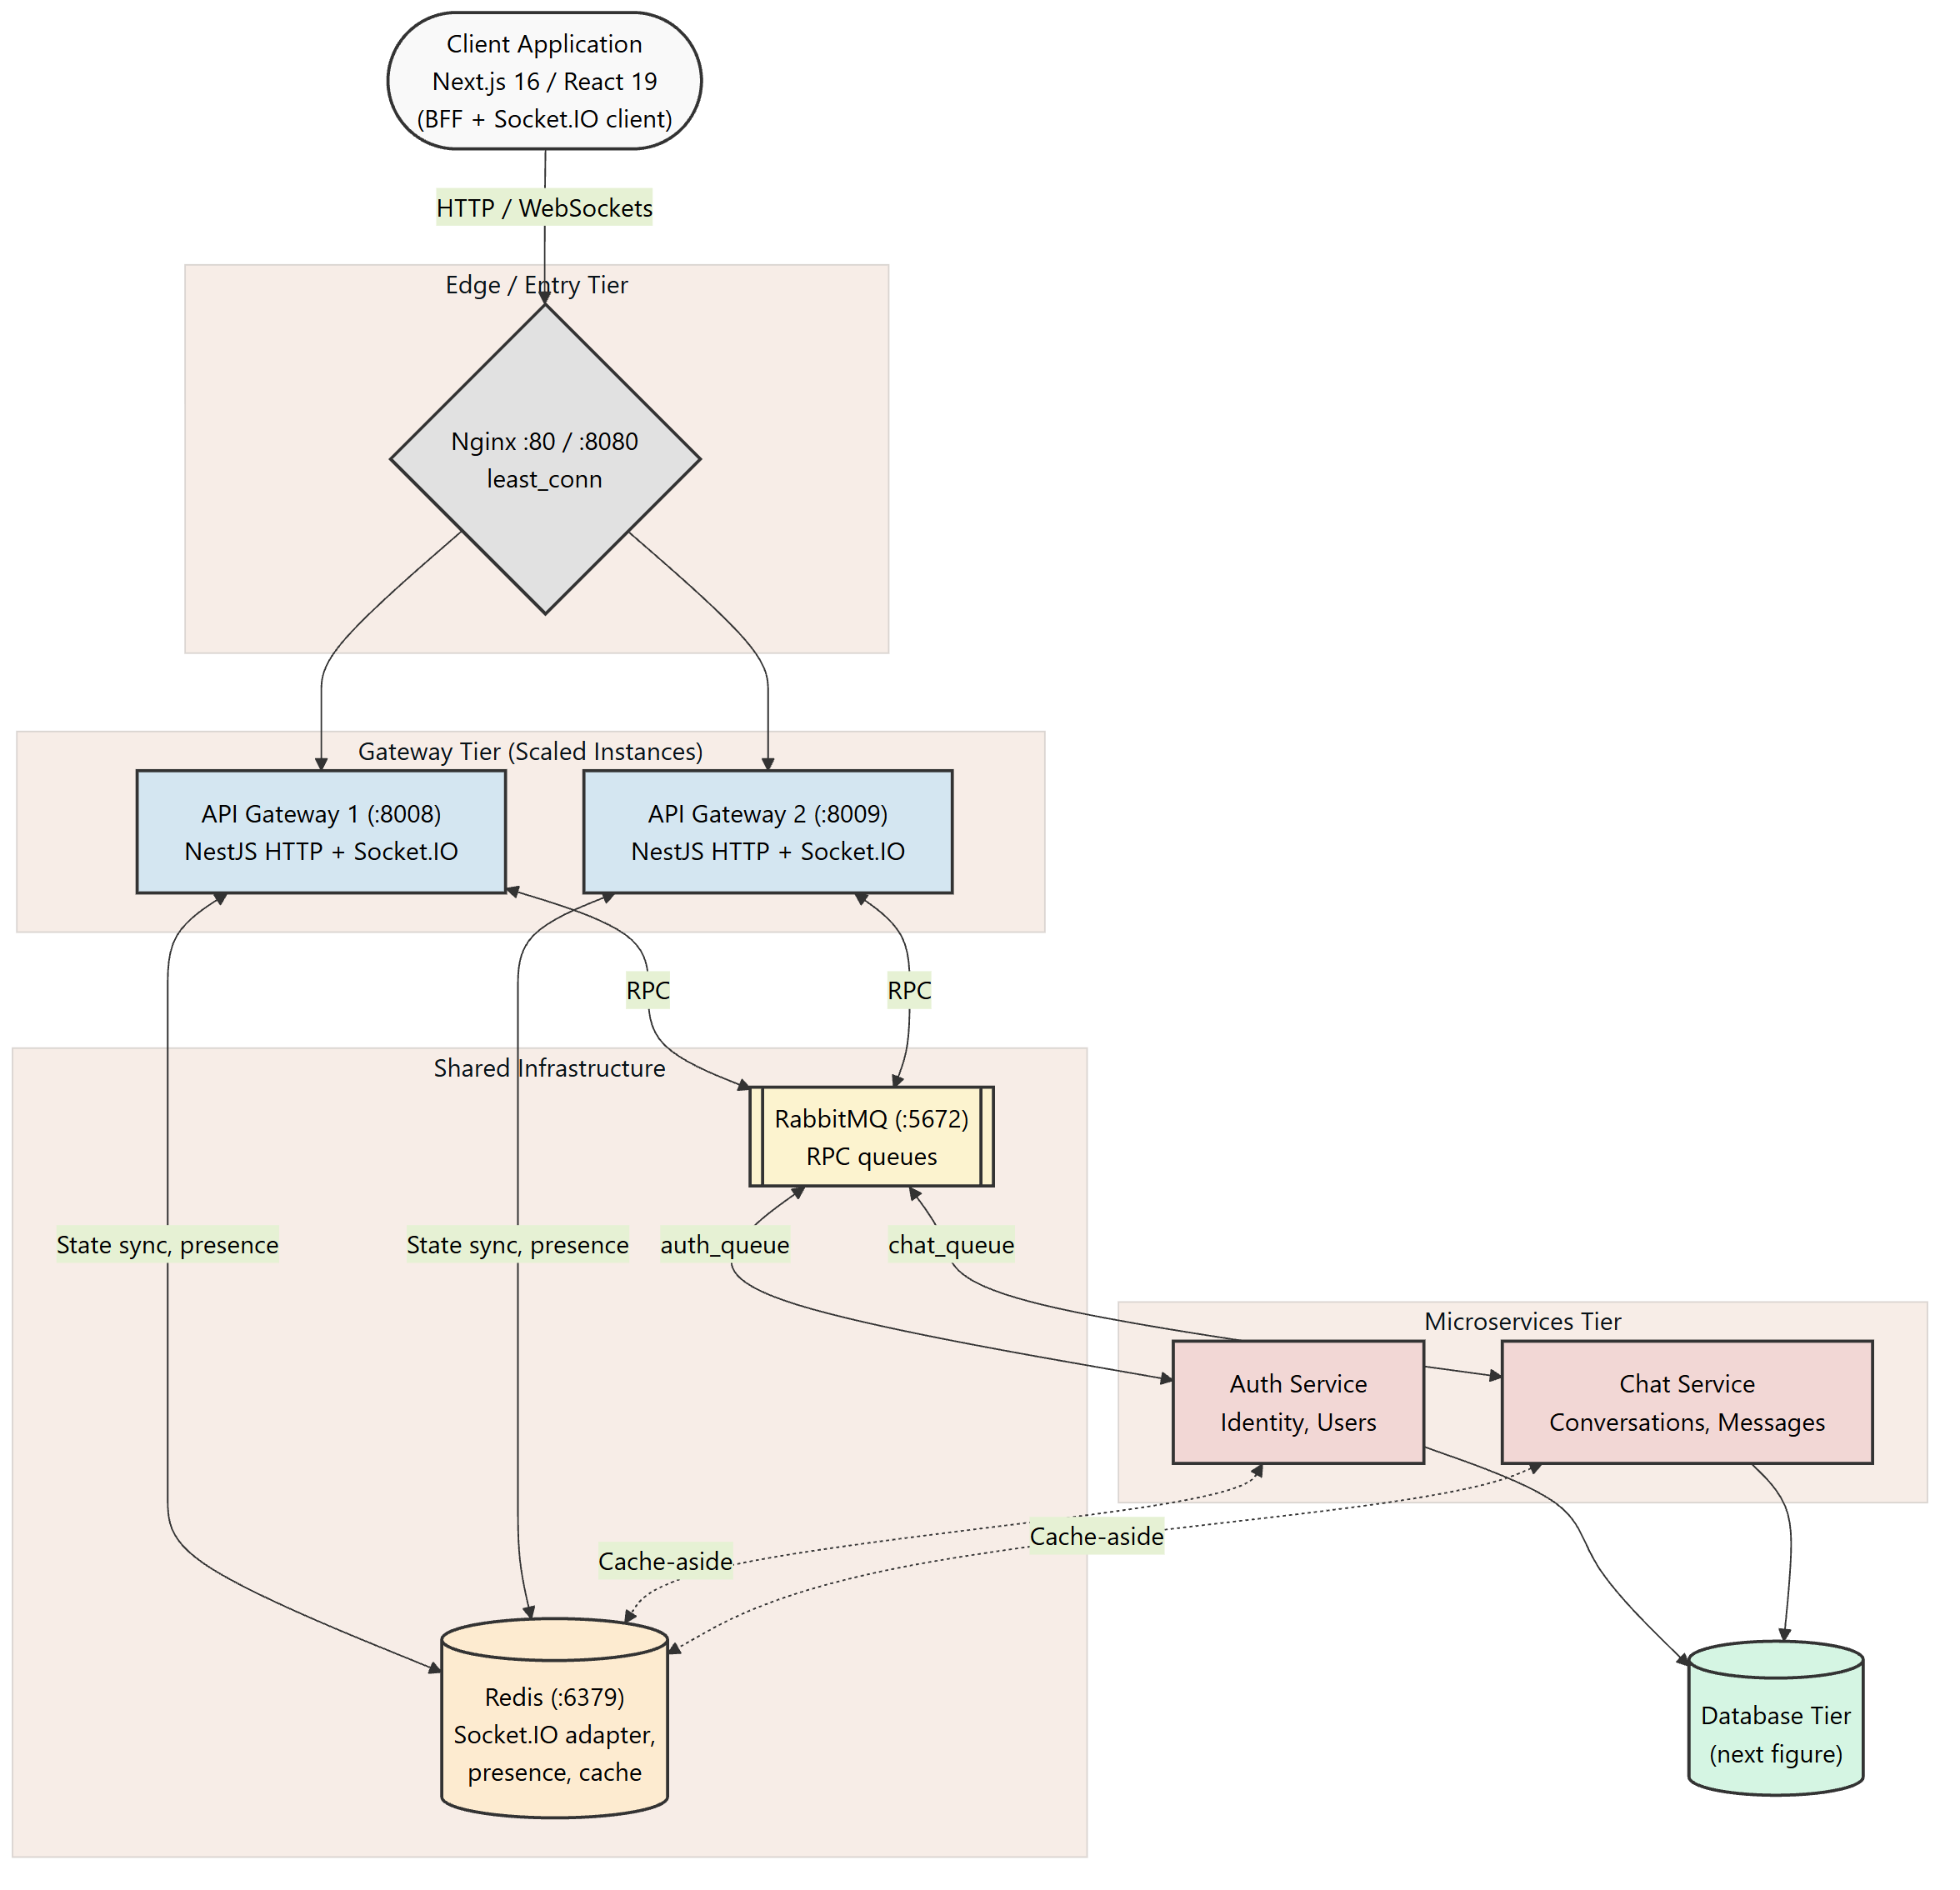 Client Application
Next.js 16 / React 19
(BFF + Socket.IO client)
HTTP / WebSockets
Edge / Entry Tier
Nginx :80 / :8080
least_conn
Gateway Tier (Scaled Instances)
API Gateway 1 (:8008)
NestJS HTTP + Socket.IO
API Gateway 2 (:8009)
NestJS HTTP + Socket.IO
RPC
RPC
Shared Infrastructure
RabbitMQ (:5672)
RPC queues
State sync, presence
State sync, presence
auth_queue
chat_queue
Microservices Tier
Auth Service
Identity, Users
Chat Service
Conversations, Messages
Cache-aside
Cache-aside
Redis (:6379)
Socket.IO adapter,
presence, cache
Database Tier
(next figure)